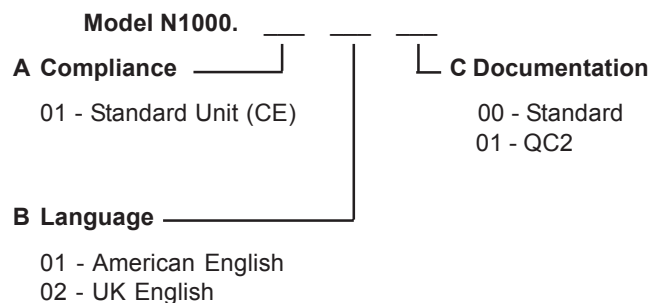 Model N1000. ___ ___ ___
A Compliance
C Documentation
01 - Standard Unit (CE)
00 - Standard
01 - QC2
B Language
01 - American English
02 - UK English